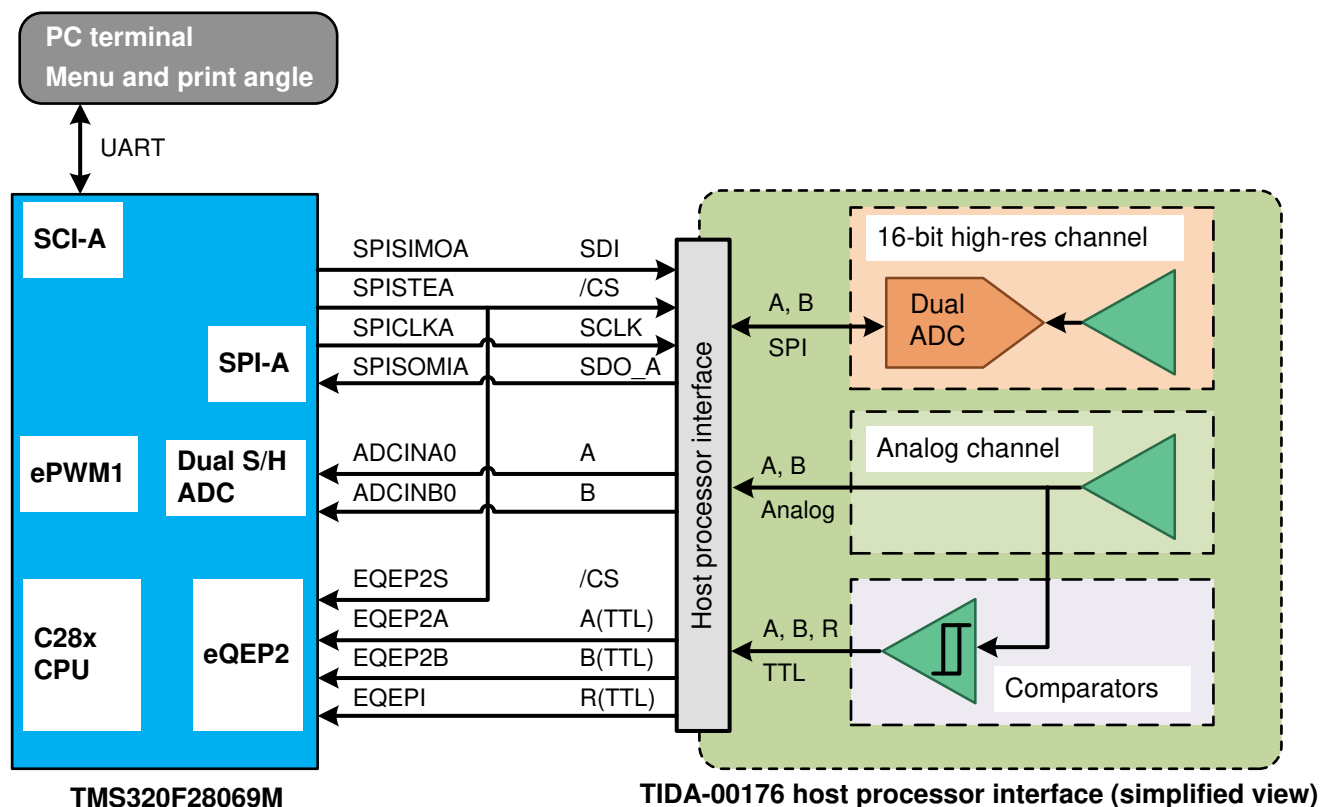 PC terminal
Menu and print angle
UART
SCI-A
SPI-A
ePWM1
Dual S/H
ADC
C28x
CPU
eQEP2
TMS320F28069M
SPISIMOA SDI
SPISTEA /CS
SPICLKA SCLK
SPISOMIA SDO_A
ADCINA0 A
ADCINB0 B
EQEP2S /CS
EQEP2A A(TTL)
EQEP2B B(TTL)
EQEPI R(TTL)
Host processor interface
16-bit high-res channel
A, B
SPI
Dual
ADC
Analog channel
A, B
Analog
A, B, R
TTL
Comparators
TIDA-00176 host processor interface (simplified view)